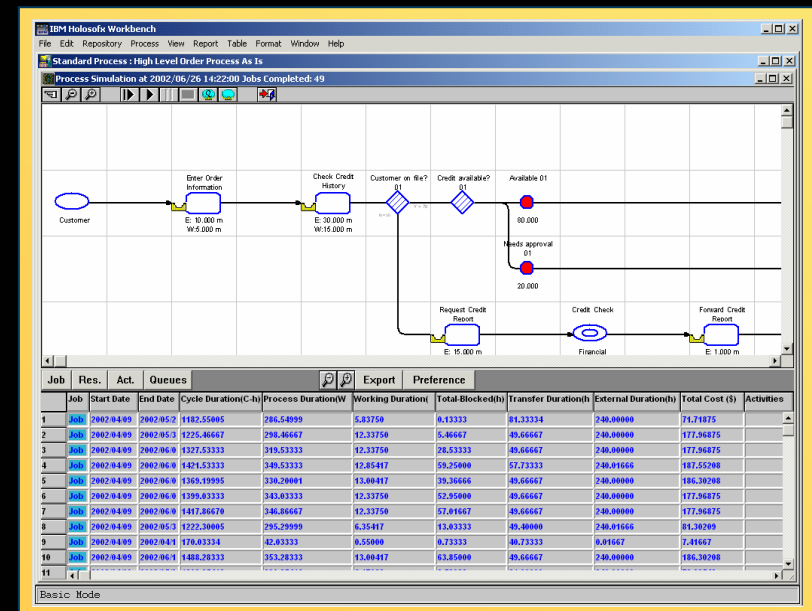 IBM Holosofx Workbench
File Edit Repository Process View Report Table Format Window Help
Standard Process : High Level Order Process As Is
Process Simulation at 2002/06/26 14:22:00 Jobs Completed: 49
Customer
Enter Order
Information
E: 10.000 m
W:5.000 m
Check Credit
History
E: 30.000 m
W:15.000 m
Customer on file?
01
Credit available?
01
Available 01
80.000
Needs approval
01
20.000
Request Credit
Report
E: 15.000 m
Credit Check
Financial
Forward Credit
Report
E: 1.000 m
Job Res. Act. Queues Export Preference
Job Start Date End Date Cycle Duration(C-h) Process Duration(W Working Duration( Total-Blocked(h) Transfer Duration(h External Duration(h) Total Cost ($) Activities
1 Job 2002/04/09 2002/05/2 1182.55005 286.54999 5.83750 0.13333 81.33334 240.00000 71.71875
2 Job 2002/04/09 2002/05/3 1225.46667 298.46667 12.33750 5.46667 49.66667 240.00000 177.96875
3 Job 2002/04/09 2002/06/0 1327.53333 319.53333 12.33750 28.53333 49.66667 240.00000 177.96875
4 Job 2002/04/09 2002/06/0 1421.53333 349.53333 12.85417 59.25000 57.73333 240.01666 187.55208
5 Job 2002/04/09 2002/06/0 1369.19995 330.20001 13.00417 39.36666 49.66667 240.00000 186.30208
6 Job 2002/04/09 2002/06/0 1399.03333 343.03333 12.33750 52.95000 49.66667 240.00000 177.96875
7 Job 2002/04/09 2002/06/0 1417.86670 346.86667 12.33750 57.01667 49.66667 240.00000 177.96875
8 Job 2002/04/09 2002/05/3 1222.30005 295.29999 6.35417 13.03333 49.40000 240.01666 81.30209
9 Job 2002/04/09 2002/04/1 170.03334 42.03333 0.55000 0.73333 40.73333 0.01667 7.41667
10 Job 2002/04/09 2002/06/1 1488.28333 353.28333 13.00417 63.85000 49.66667 240.00000 186.30208
11
Basic Mode